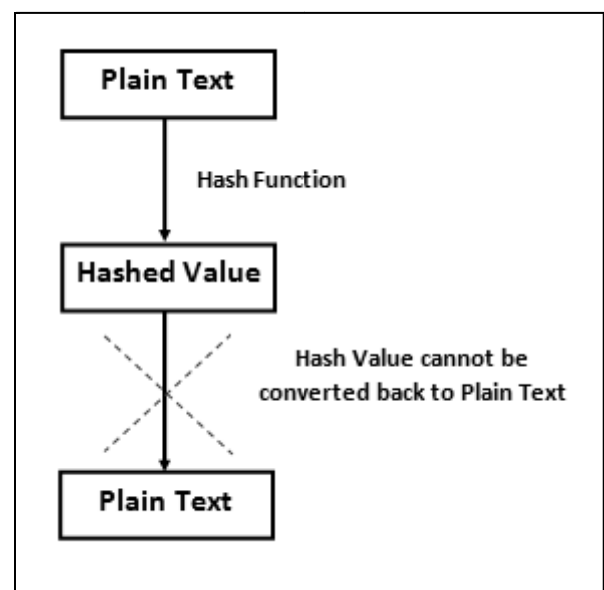 Plain Text
Hash Function
Hashed Value
Hash Value cannot be
converted back to Plain Text
Plain Text